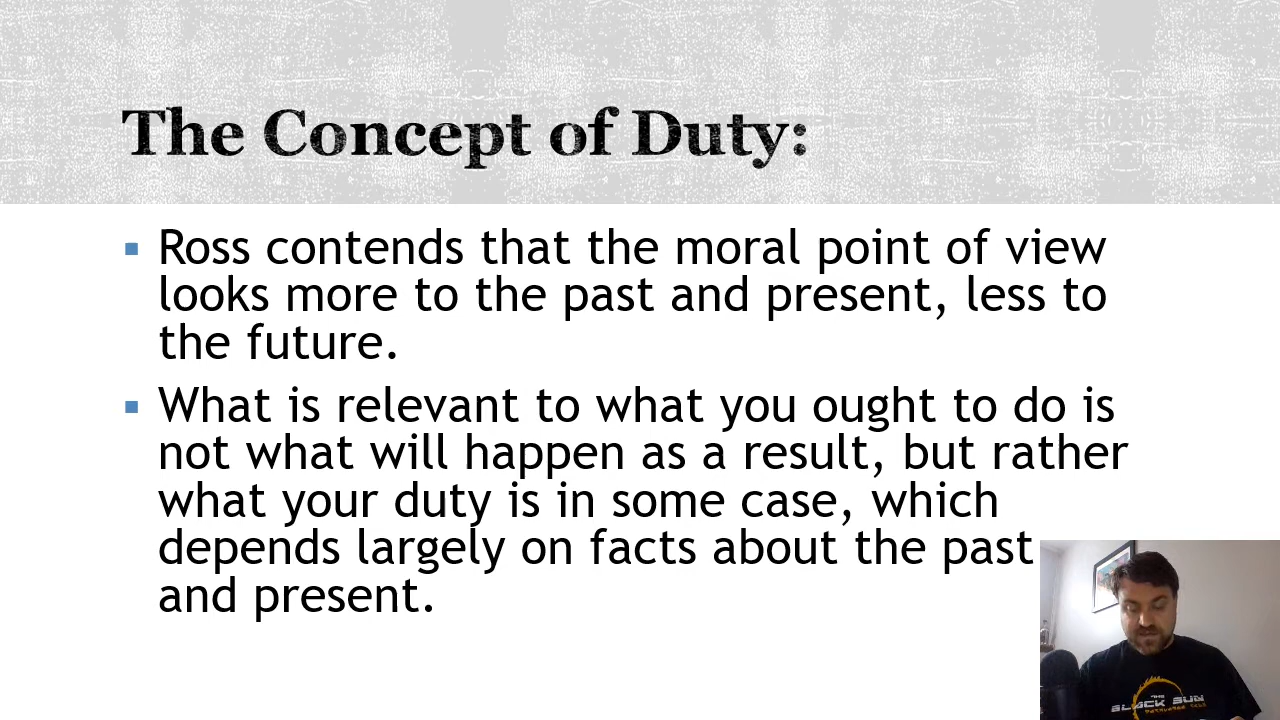 The Concept of Duty:
Ross contends that the moral point of view
looks more to the past and present, less to
the future.
What is relevant to what you ought to do is
not what will happen as a result, but rather
what your duty is in some case, which
depends largely on facts about the past
and present.
THE
BLACK SUN